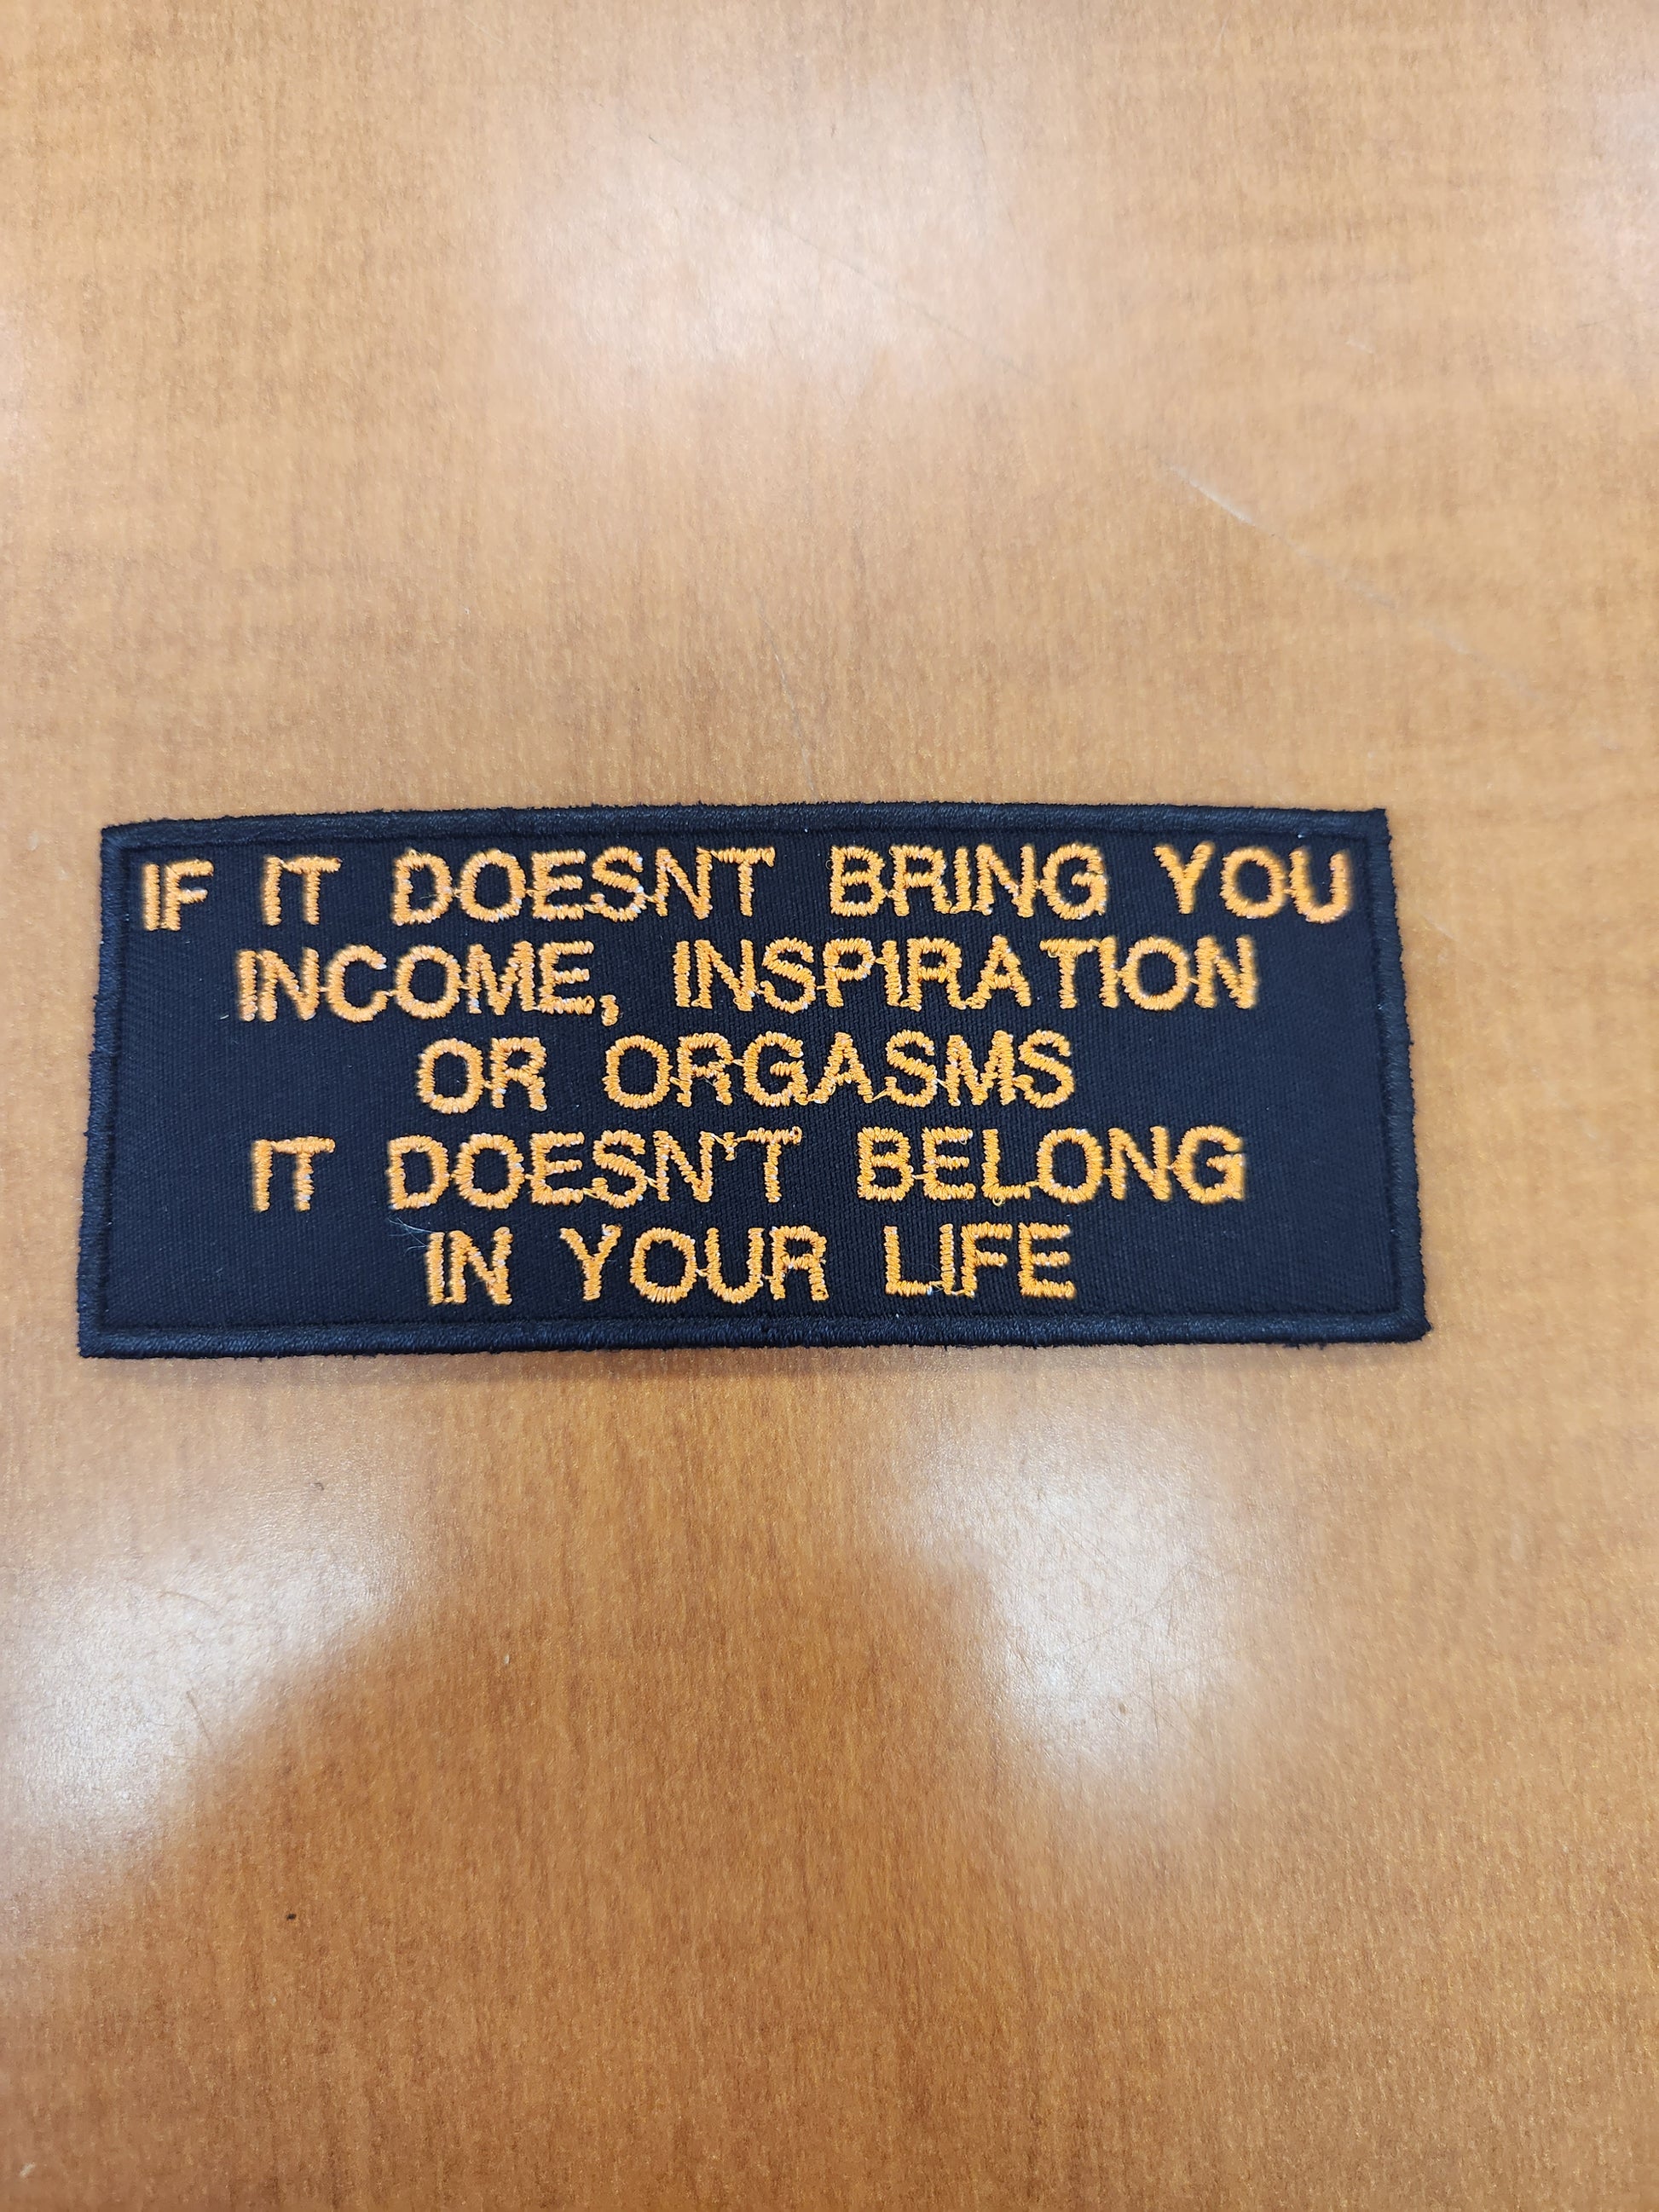 IF IT DOESNT BRING YOU
INCOME, INSPIRATION
OR ORGASMS
IT DOESN'T BELONG
IN YOUR LIFE